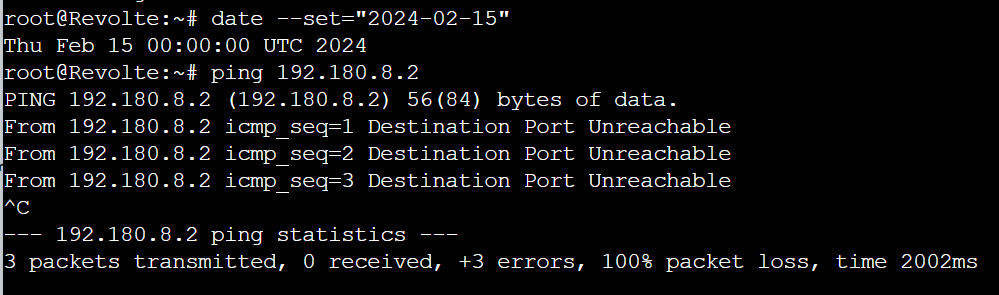 root@Revolte:~# date --set="2024-02-15"
Thu Feb 15 00:00:00 UTC 2024
root@Revolte:~# ping 192.180.8.2
PING 192.180.8.2 (192.180.8.2) 56(84) bytes of data.
From 192.180.8.2 icmp_seq=1 Destination Port Unreachable
From 192.180.8.2 icmp_seq=2 Destination Port Unreachable
From 192.180.8.2 icmp_seq=3 Destination Port Unreachable
^C
--- 192.180.8.2 ping statistics ---
3 packets transmitted, 0 received, +3 errors, 100% packet loss, time 2002ms